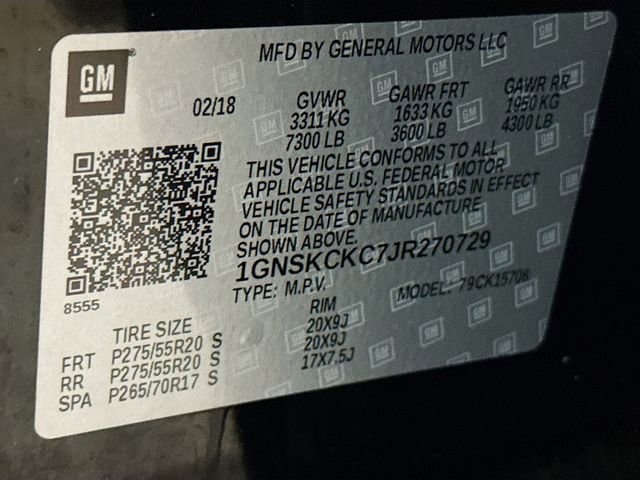 GM
MFD BY GENERAL MOTORS LLC
02/18 GVWR GAWR FRT GAWR RR
3311 KG 1633 KG 1950 KG
7300 LB 3600 LB 4300 LB
THIS VEHICLE CONFORMS TO ALL
APPLICABLE U.S. FEDERAL MOTOR
VEHICLE SAFETY STANDARDS IN EFFECT
ON THE DATE OF MANUFACTURE
SHOWN ABOVE.
1GNSKCKC7JR270729
TYPE: M.P.V. MODEL: 79CK15706
8555
TIRE SIZE RIM
FRT P275/55R20 S 20X9J
RR P275/55R20 S 20X9J
SPA P265/70R17 S 17X7.5J